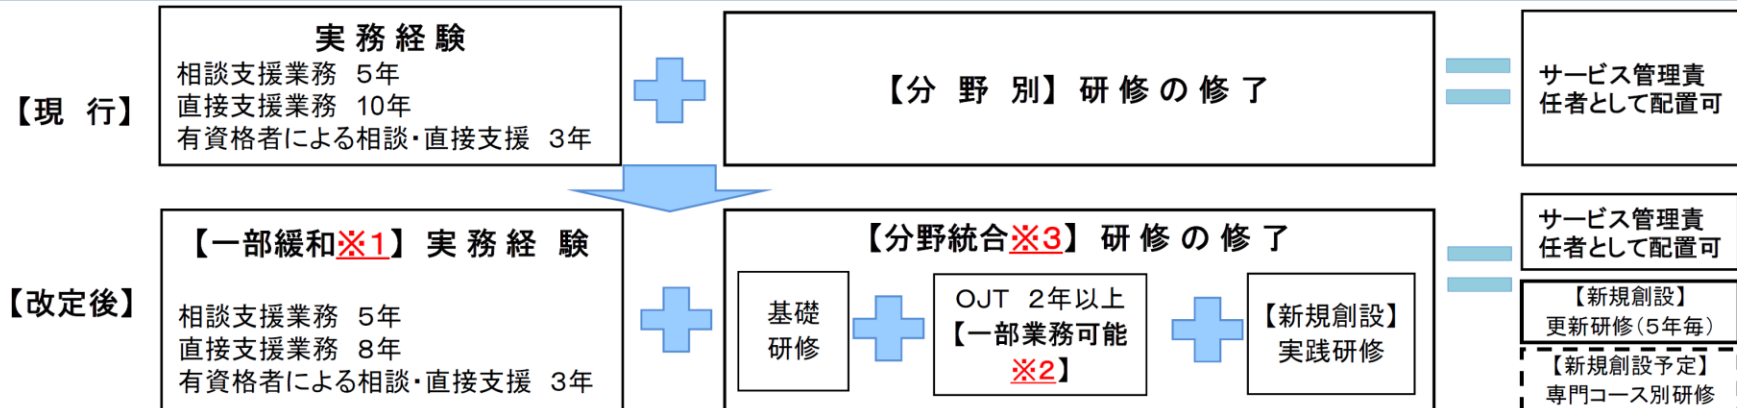 【現 行】
実 務 経 験
相談支援業務 5年
直接支援業務 10年
有資格者による相談・直接支援 3年
【分 野 別】 研 修 の 修 了
サービス管理責
任者として配置可
【改定後】
【一部緩和※1】 実 務 経 験
相談支援業務 5年
直接支援業務 8年
有資格者による相談・直接支援 3年
【分野統合※3】 研 修 の 修 了
基礎
研修
OJT 2年以上
【一部業務可能
※2】
【新規創設】
実践研修
サービス管理責
任者として配置可
【新規創設】
更新研修(5年毎)
【新規創設予定】
専門コース別研修